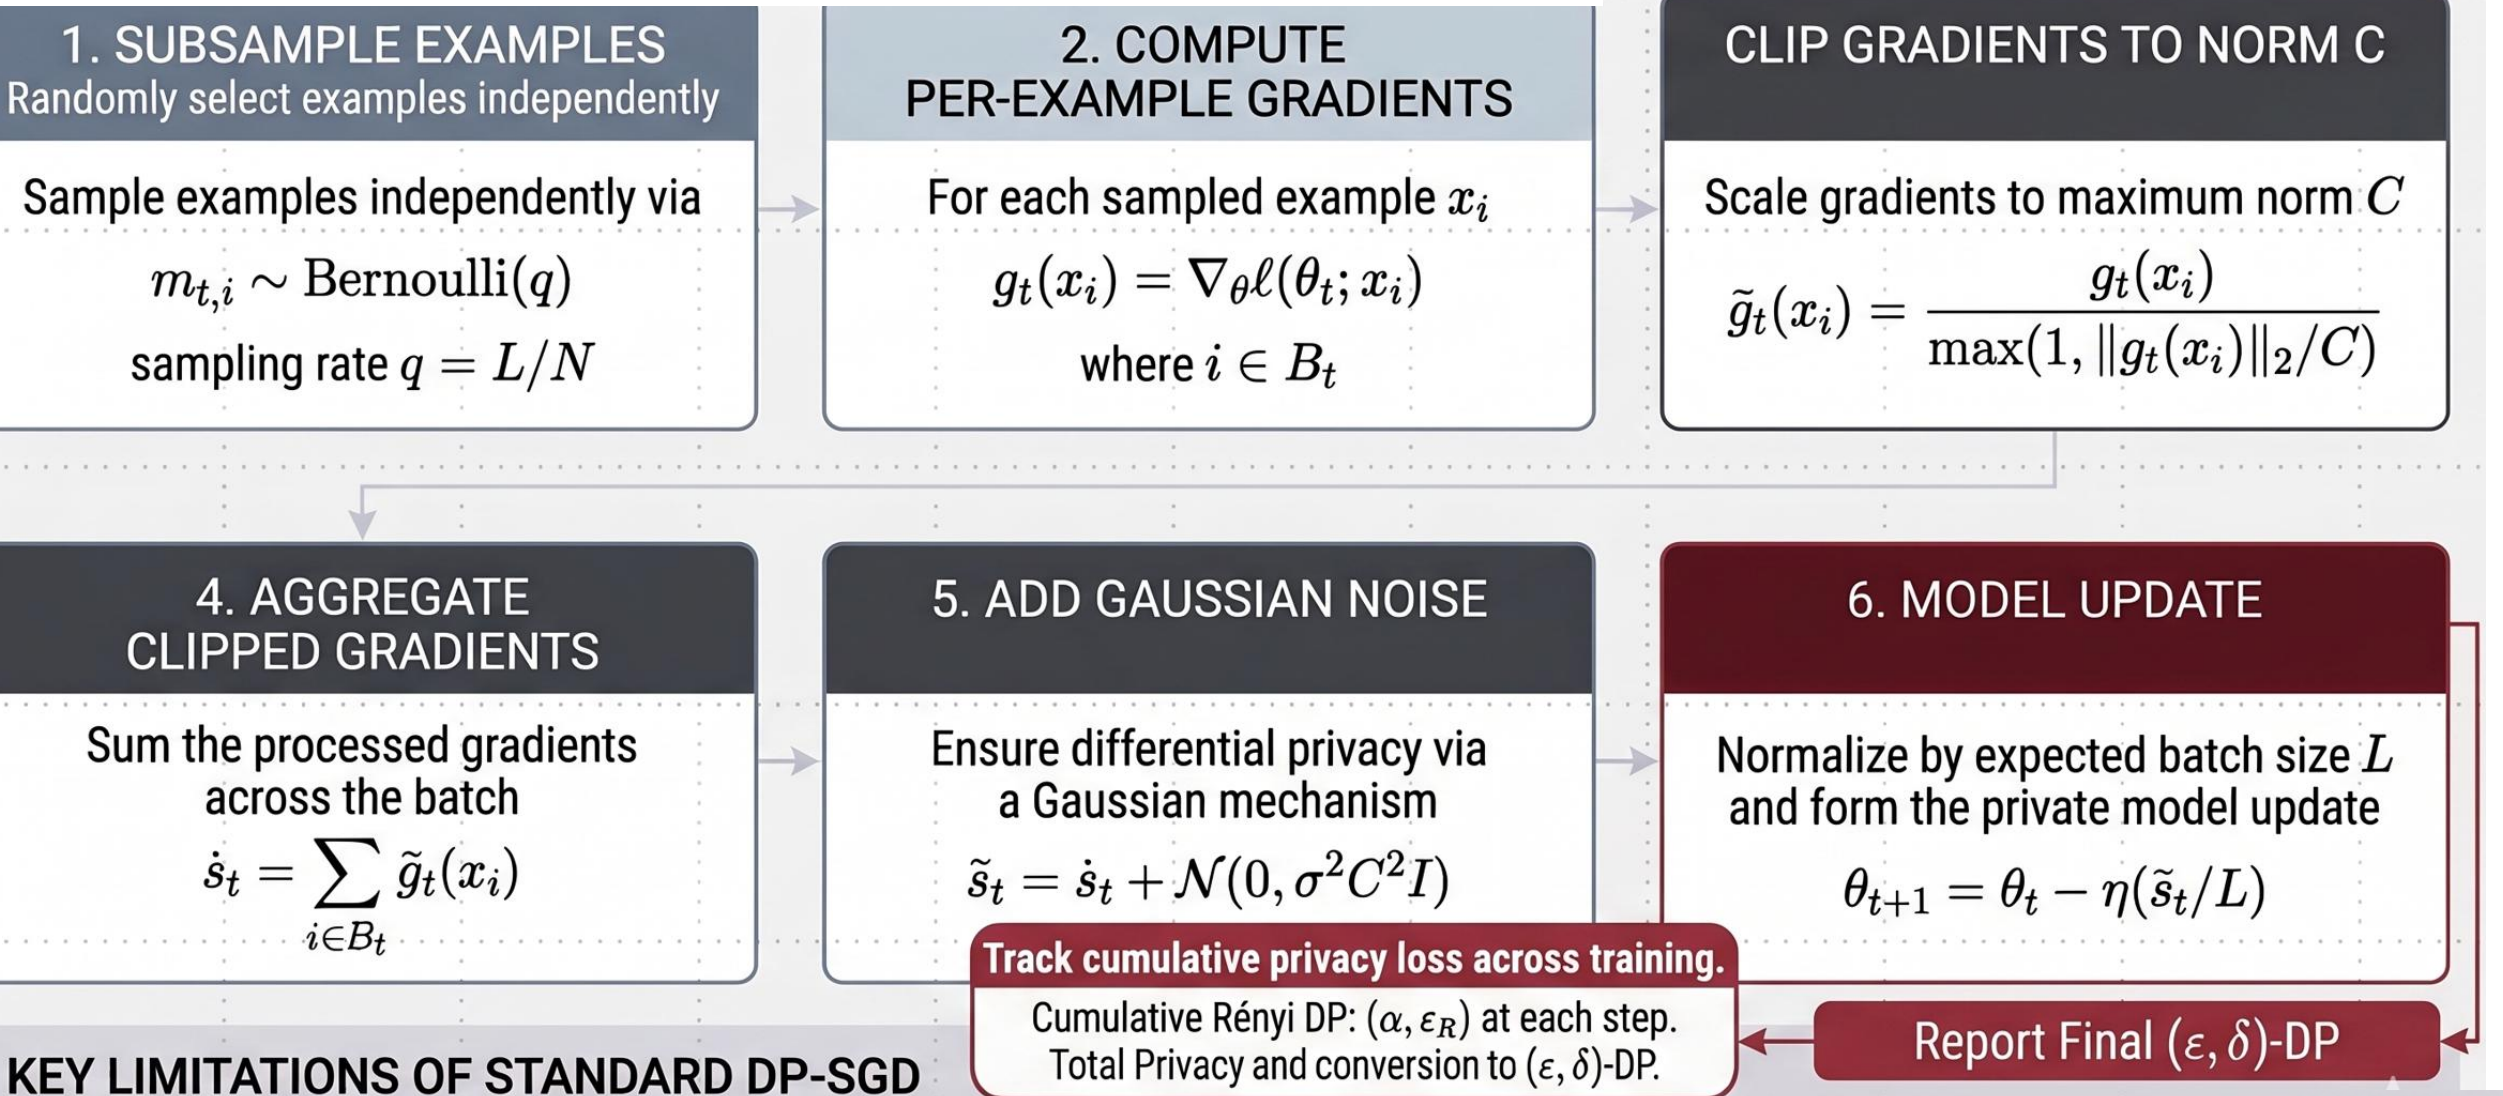 1. SUBSAMPLE EXAMPLES
Randomly select examples independently
Sample examples independently via
m_{t,i} ∼ Bernoulli(q)
sampling rate q = L/N
2. COMPUTE
PER-EXAMPLE GRADIENTS
For each sampled example x_i
g_t(x_i) = ∇_θ ℓ(θ_t; x_i)
where i ∈ B_t
CLIP GRADIENTS TO NORM C
Scale gradients to maximum norm C
g̃_t(x_i) = g_t(x_i) / max(1, ‖g_t(x_i)‖_2/C)
4. AGGREGATE
CLIPPED GRADIENTS
Sum the processed gradients
across the batch
ṡ_t = ∑_{i∈B_t} g̃_t(x_i)
5. ADD GAUSSIAN NOISE
Ensure differential privacy via
a Gaussian mechanism
s̃_t = ṡ_t + 𝒩(0, σ²C²I)
6. MODEL UPDATE
Normalize by expected batch size L
and form the private model update
θ_{t+1} = θ_t − η(s̃_t/L)
Track cumulative privacy loss across training.
Cumulative Rényi DP: (α, ε_R) at each step.
Total Privacy and conversion to (ε, δ)-DP.
Report Final (ε, δ)-DP
KEY LIMITATIONS OF STANDARD DP-SGD